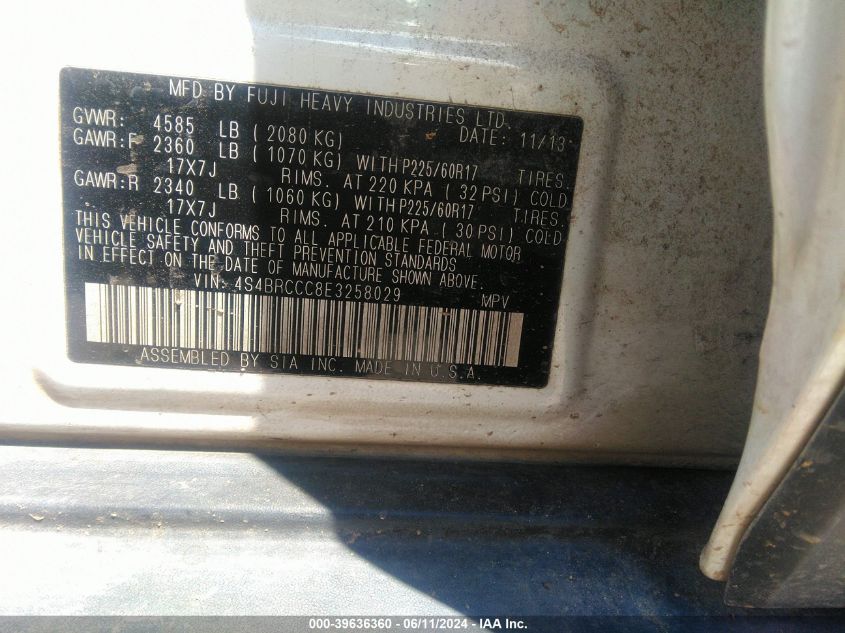 MFD BY FUJI HEAVY INDUSTRIES LTD.
GVWR: 4585 LB ( 2080 KG) DATE: 11/13
GAWR:F 2360 LB ( 1070 KG) WITH P225/60R17 TIRES.
17X7J RIMS. AT 220 KPA ( 32 PSI) COLD
GAWR:R 2340 LB ( 1060 KG) WITH P225/60R17 TIRES.
17X7J RIMS. AT 210 KPA ( 30 PSI) COLD
THIS VEHICLE CONFORMS TO ALL APPLICABLE FEDERAL MOTOR
VEHICLE SAFETY AND THEFT PREVENTION STANDARDS
IN EFFECT ON THE DATE OF MANUFACTURE SHOWN ABOVE.
VIN: 4S4BRCCC8E3258029 MPV
ASSEMBLED BY SIA INC. MADE IN U.S.A.
000-39636360 - 06/11/2024 - IAA Inc.